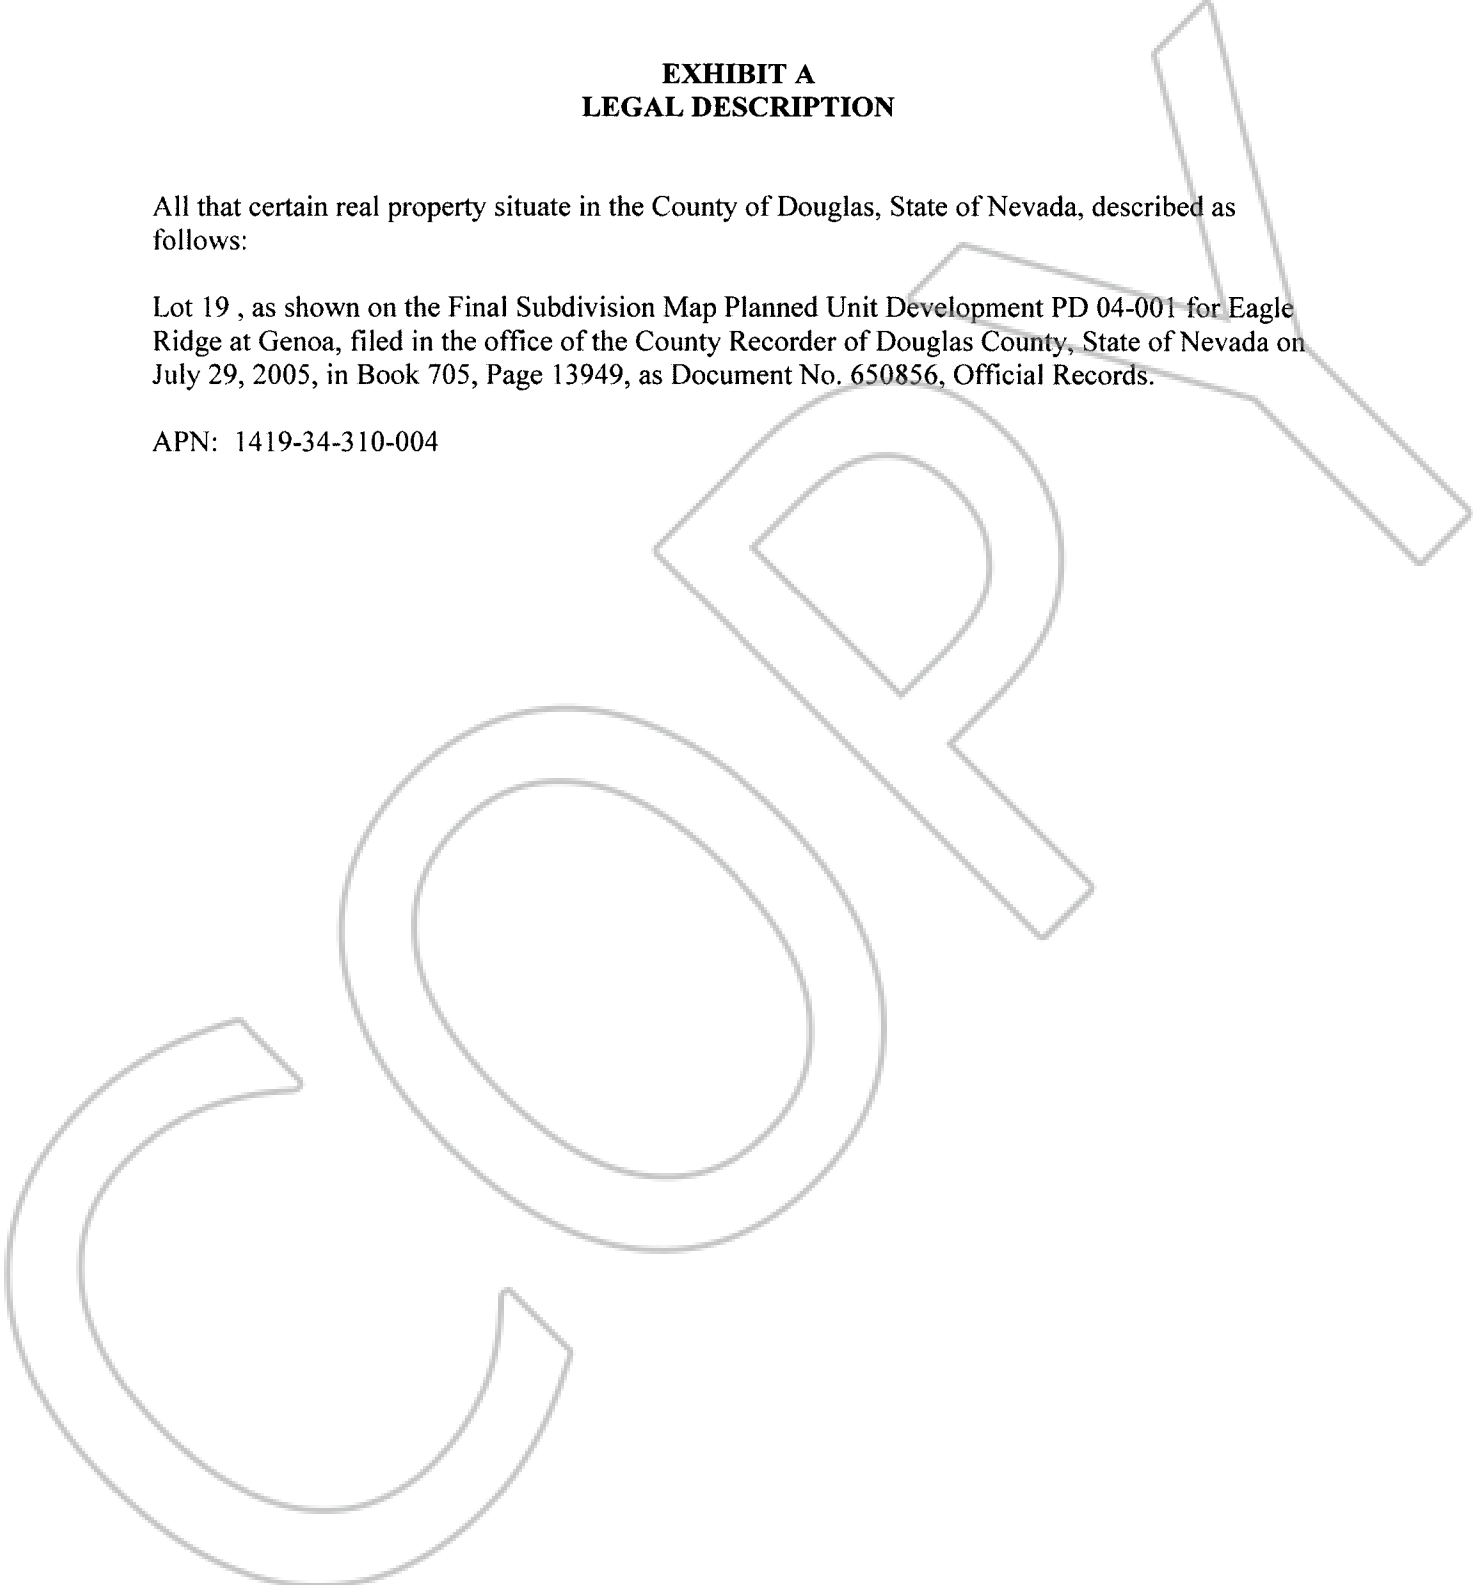 EXHIBIT A
LEGAL DESCRIPTION
All that certain real property situate in the County of Douglas, State of Nevada, described as
follows:
Lot 19 , as shown on the Final Subdivision Map Planned Unit Development PD 04-001 for Eagle
Ridge at Genoa, filed in the office of the County Recorder of Douglas County, State of Nevada on
July 29, 2005, in Book 705, Page 13949, as Document No. 650856, Official Records.
APN: 1419-34-310-004
COPY